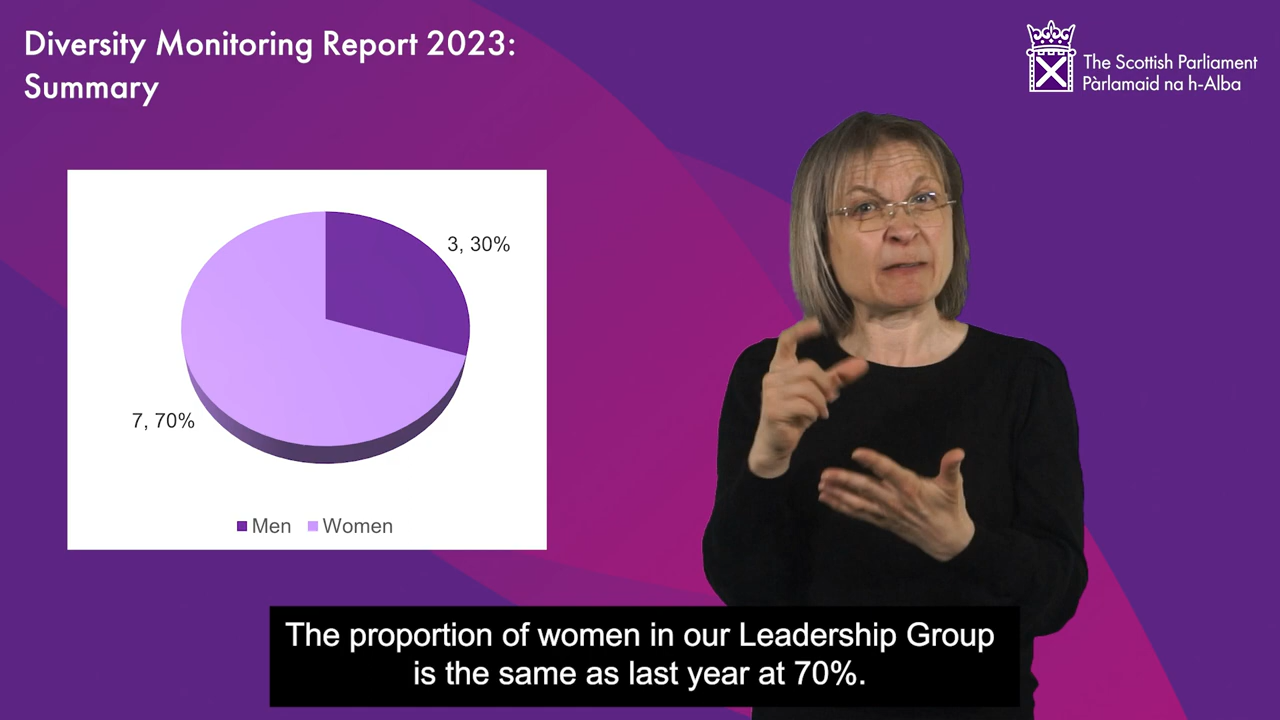 Diversity Monitoring Report 2023:
Summary
The Scottish Parliament
Pàrlamaid na h-Alba
3, 30%
7, 70%
Men Women
The proportion of women in our Leadership Group
is the same as last year at 70%.